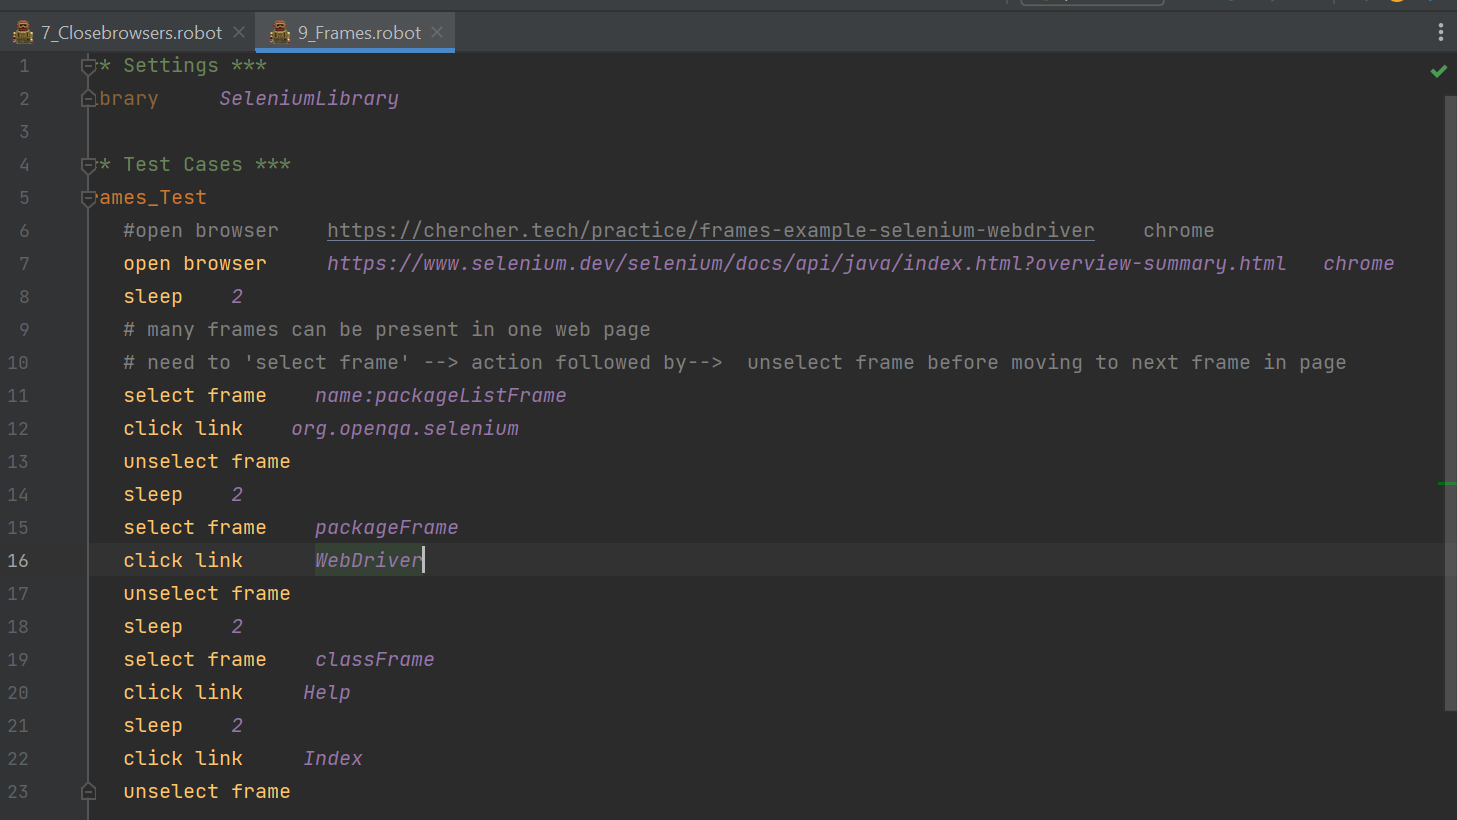 7_Closebrowsers.robot 9_Frames.robot
1 ** Settings ***
2 brary SeleniumLibrary
3
4 ** Test Cases ***
5 ames_Test
6 #open browser https://chercher.tech/practice/frames-example-selenium-webdriver chrome
7 open browser https://www.selenium.dev/selenium/docs/api/java/index.html?overview-summary.html chrome
8 sleep 2
9 # many frames can be present in one web page
10 # need to 'select frame' --> action followed by--> unselect frame before moving to next frame in page
11 select frame name:packageListFrame
12 click link org.openqa.selenium
13 unselect frame
14 sleep 2
15 select frame packageFrame
16 click link WebDriver
17 unselect frame
18 sleep 2
19 select frame classFrame
20 click link Help
21 sleep 2
22 click link Index
23 unselect frame